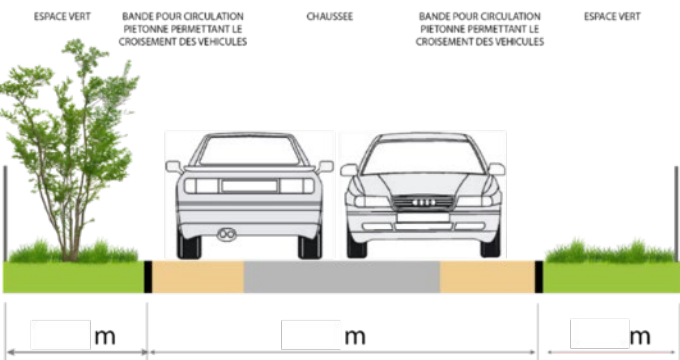 ESPACE VERT
BANDE POUR CIRCULATION
PIETONNE PERMETTANT LE
CROISEMENT DES VEHICULES
CHAUSSEE
BANDE POUR CIRCULATION
PIETONNE PERMETTANT LE
CROISEMENT DES VEHICULES
ESPACE VERT
m
m
m